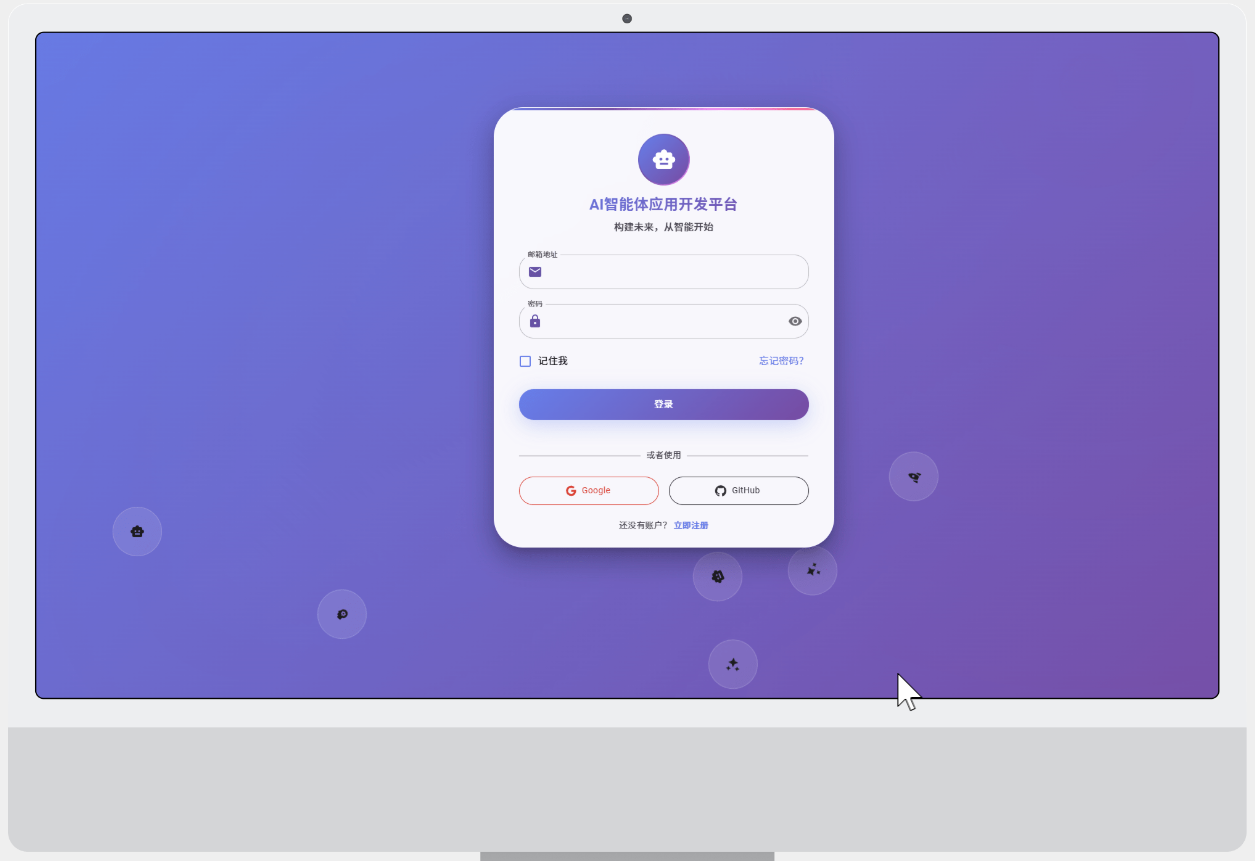 AI智能体应用开发平台
构建未来，从智能开始
邮箱地址
密码
记住我 忘记密码?
登录
或者使用
Google GitHub
还没有账户? 立即注册